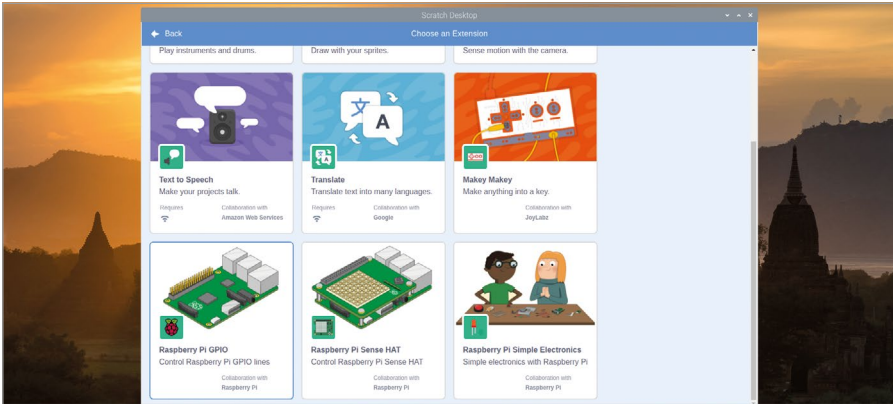 Scratch Desktop
Back
Choose an Extension
Play instruments and drums.
Draw with your sprites.
Sense motion with the camera.
文
A
Text to Speech
Make your projects talk.
Requires
Collaboration with
Amazon Web Services
Translate
Translate text into many languages.
Requires
Collaboration with
Google
Makey Makey
Make anything into a key.
Collaboration with
JoyLabz
Raspberry Pi GPIO
Control Raspberry Pi GPIO lines
Collaboration with
Raspberry Pi
Raspberry Pi Sense HAT
Control Raspberry Pi Sense HAT
Collaboration with
Raspberry Pi
Raspberry Pi Simple Electronics
Simple electronics with Raspberry Pi
Collaboration with
Raspberry Pi